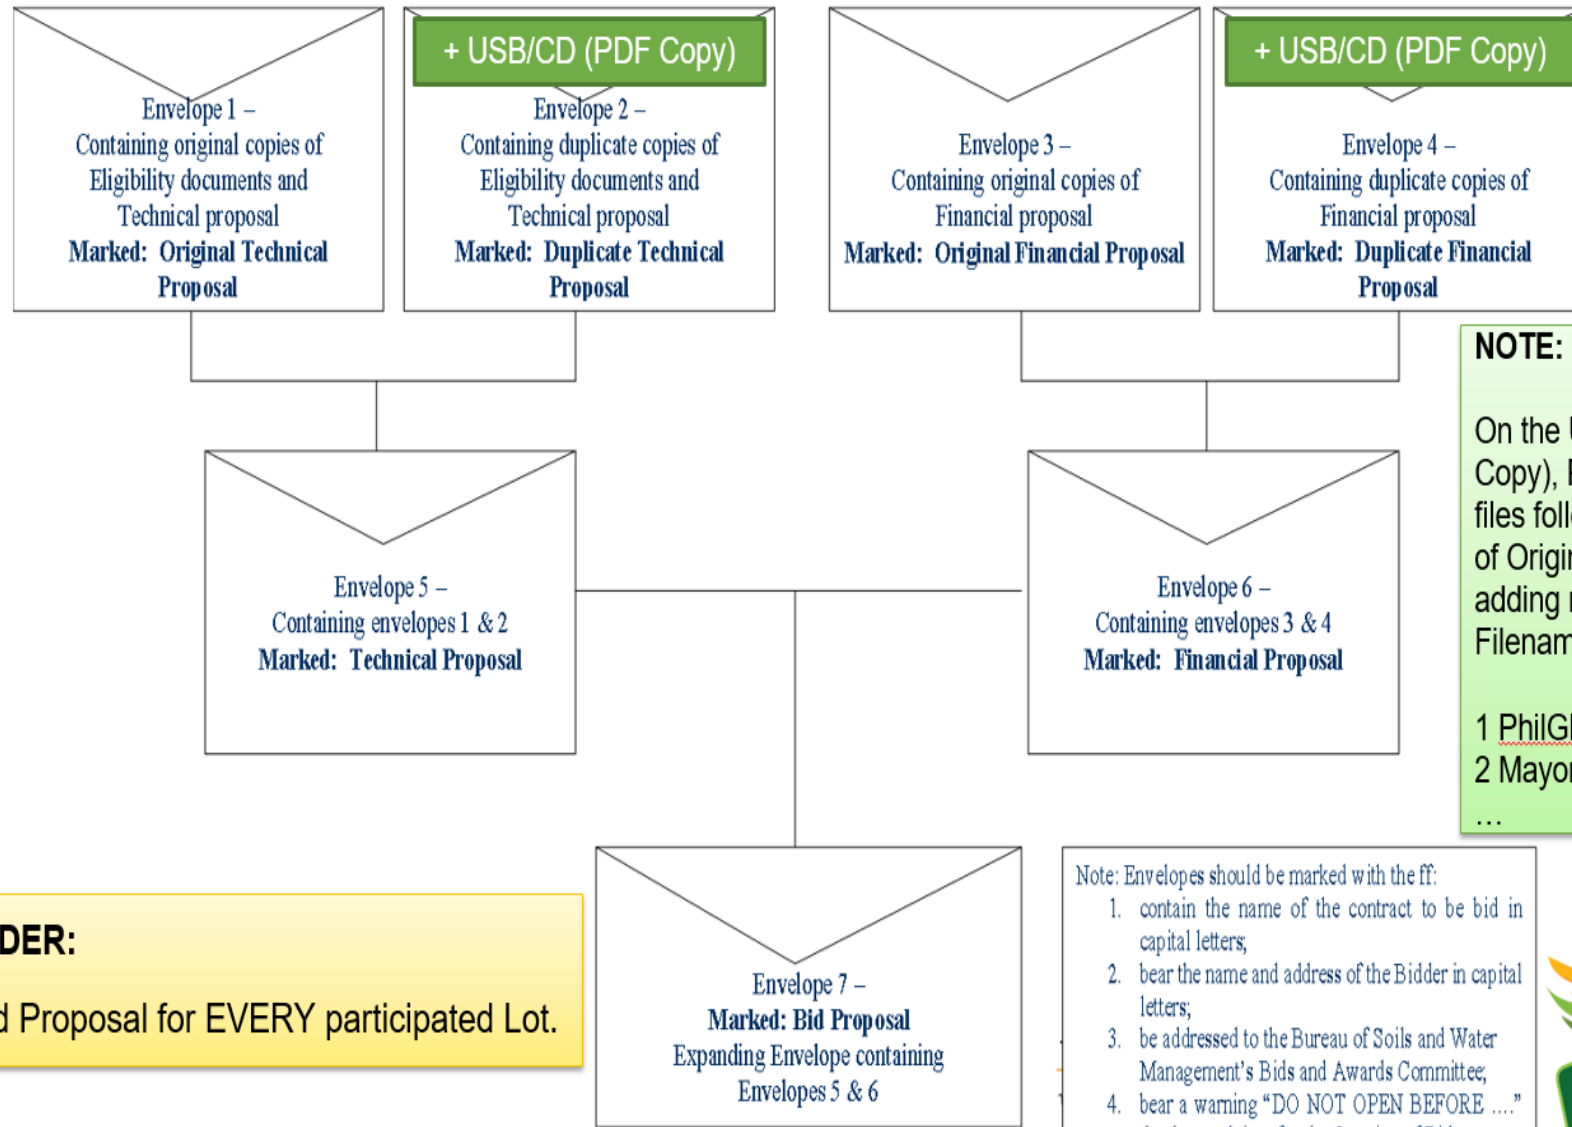 + USB/CD (PDF Copy)
+ USB/CD (PDF Copy)
Envelope 1 –
Containing original copies of
Eligibility documents and
Technical proposal
Marked: Original Technical
Proposal
Envelope 2 –
Containing duplicate copies of
Eligibility documents and
Technical proposal
Marked: Duplicate Technical
Proposal
Envelope 3 –
Containing original copies of
Financial proposal
Marked: Original Financial Proposal
Envelope 4 –
Containing duplicate copies of
Financial proposal
Marked: Duplicate Financial
Proposal
NOTE:
On the
Copy),
files
of
adding
1
2
…
Envelope 5 –
Containing envelopes 1 & 2
Marked: Technical Proposal
Envelope 6 –
Containing envelopes 3 & 4
Marked: Financial Proposal
Proposal for EVERY participated Lot.
Envelope 7 –
Marked: Bid Proposal
Expanding Envelope containing
Envelopes 5 & 6
Note: Envelopes should be marked with the ff:
1. contain the name of the contract to be bid in
capital letters;
2. bear the name and address of the Bidder in capital
letters;
3. be addressed to the Bureau of Soils and Water
Management's Bids and Awards Committee;
4. bear a warning “DO NOT OPEN BEFORE ....”